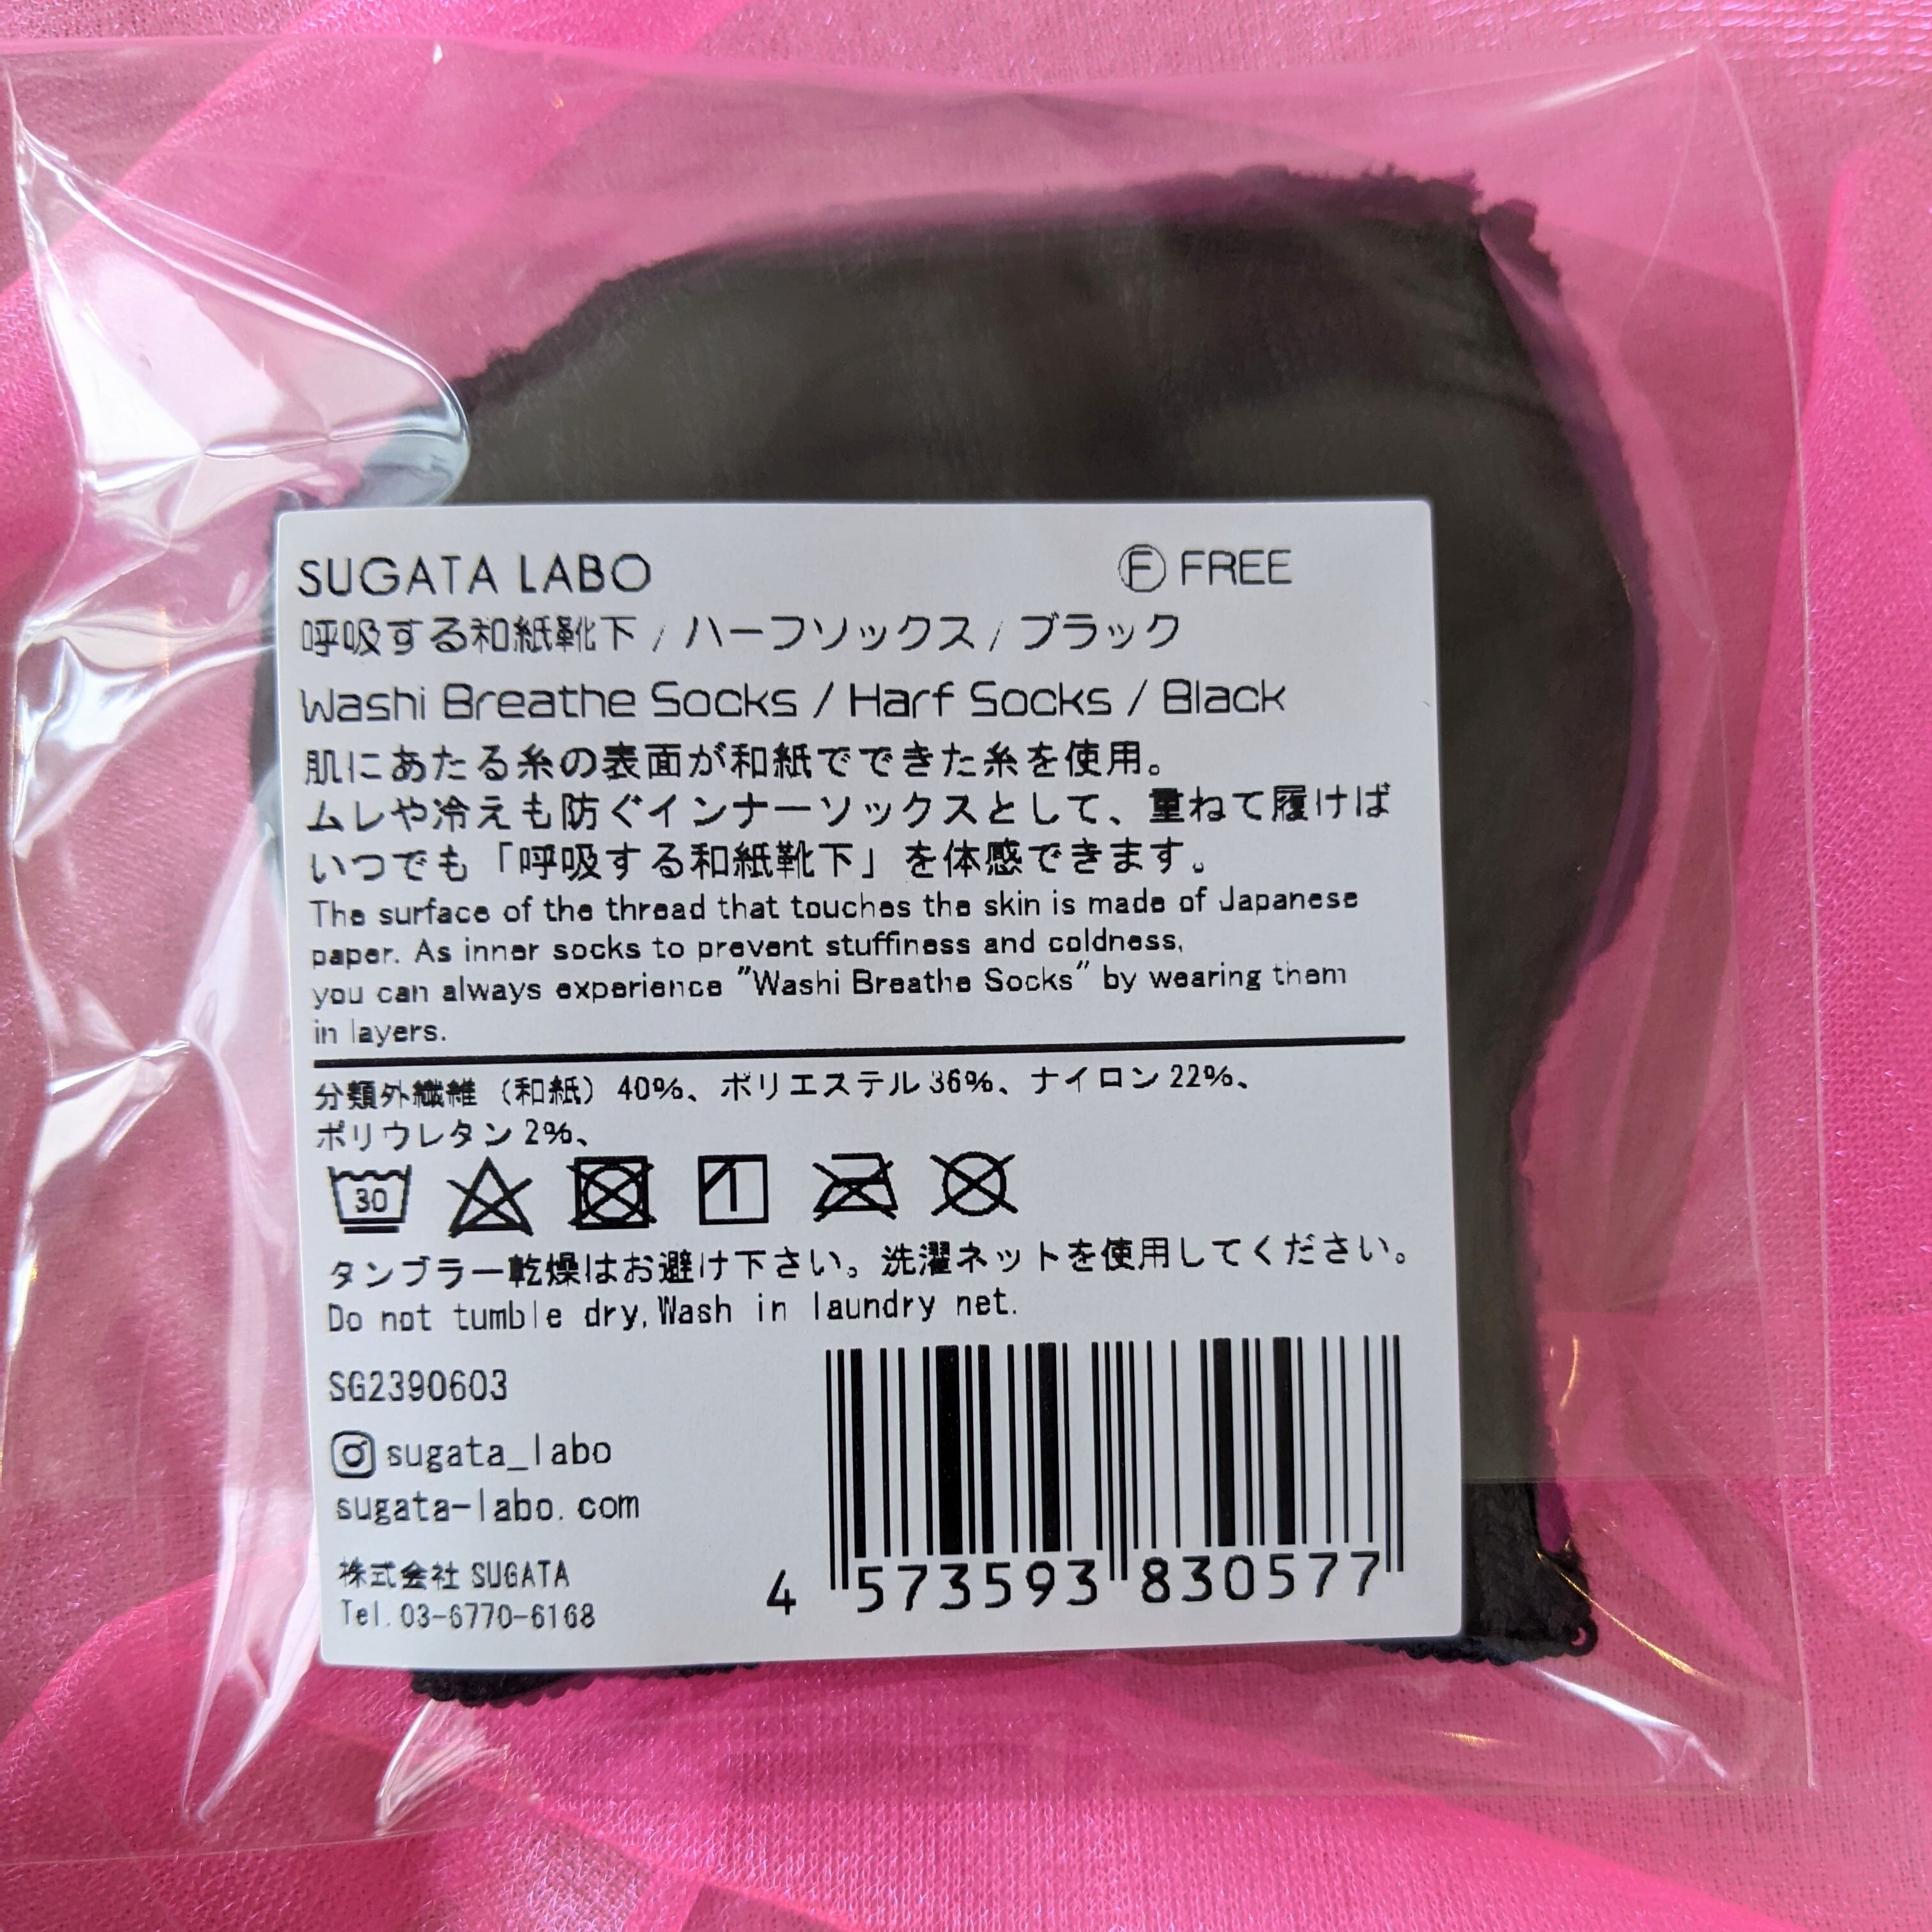 SUGATA LABO Ⓕ FREE
呼吸する和紙靴下 / ハーフソックス / ブラック
Washi Breathe Socks / Harf Socks / Black
肌にあたる糸の表面が和紙でできた糸を使用。
ムレや冷えも防ぐインナーソックスとして、重ねて履けば
いつでも「呼吸する和紙靴下」を体感できます。
The surface of the thread that touches the skin is made of Japanese
paper. As inner socks to prevent stuffiness and coldness,
you can always experience "Washi Breathe Socks" by wearing them
in layers.
分類外繊維（和紙）40%、ポリエステル36%、ナイロン22%、
ポリウレタン2%、
30
タンブラー乾燥はお避け下さい。洗濯ネットを使用してください。
Do not tumble dry,Wash in laundry net.
SG2390603
sugata_labo
sugata-labo.com
株式会社 SUGATA
Tel.03-6770-6168
4 573593 830577